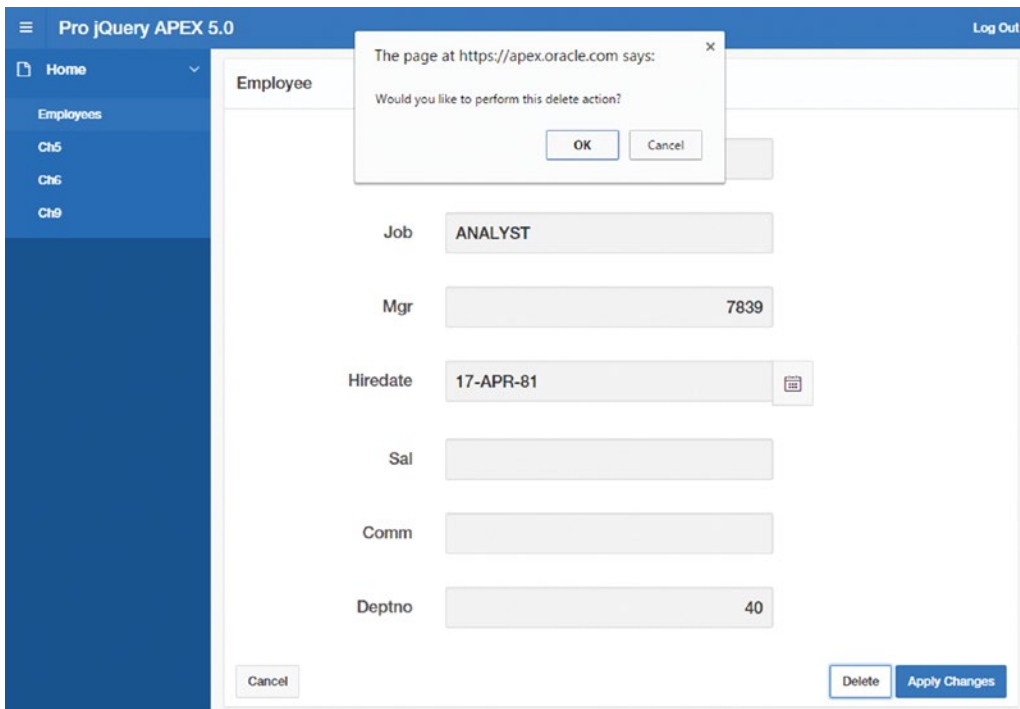 Pro jQuery APEX 5.0
Log Out
Home
Employees
Ch5
Ch6
Ch9
Employee
The page at https://apex.oracle.com says:
Would you like to perform this delete action?
OK
Cancel
Job
ANALYST
Mgr
7839
Hiredate
17-APR-81
Sal
Comm
Deptno
40
Cancel
Delete
Apply Changes